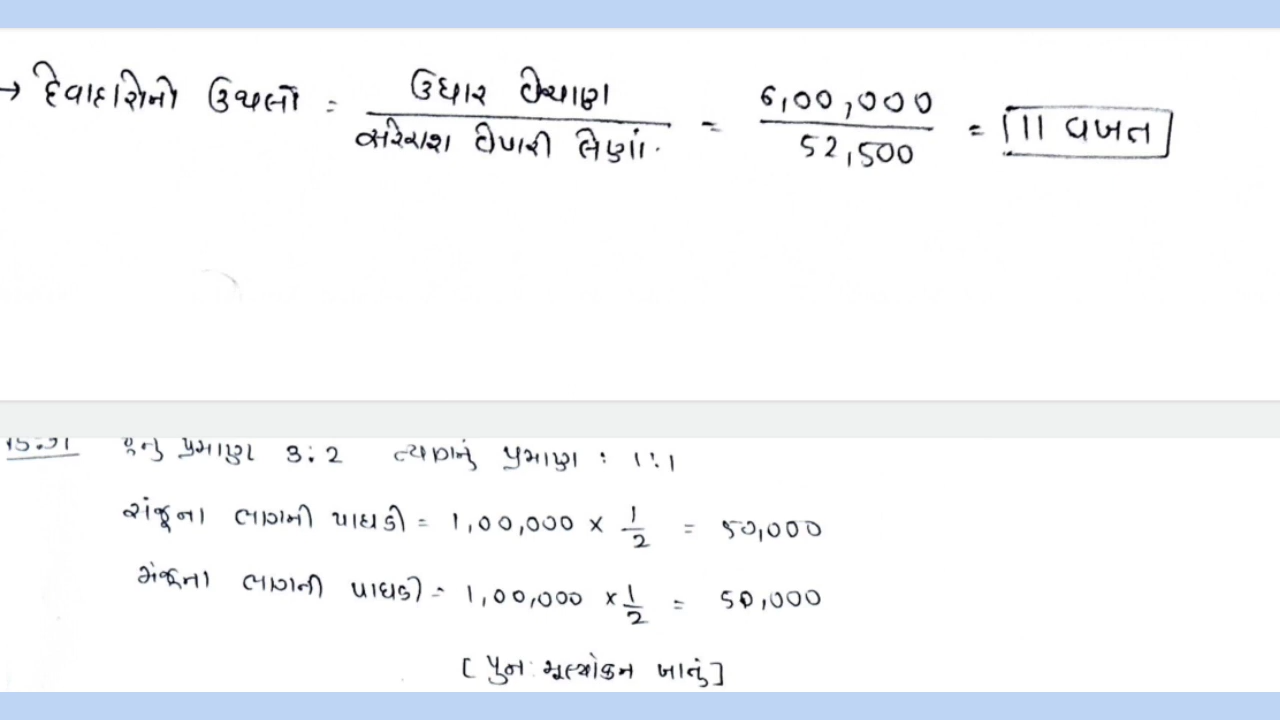 → દેવાદારોનો ઉથલો = ઉધાર વેચાણ / સરેરાશ વેપારી લેણાં. = 6,00,000 / 52,500 = 11 વખત
જૂનું પ્રમાણ 3:2 ત્યાગનું પ્રમાણ : 1:1
સંજૂના ભાગની પાઘડી = 1,00,000 × 1/2 = 50,000
મંજૂના ભાગની પાઘડી = 1,00,000 × 1/2 = 50,000
[ પુન: મૂલ્યાંકન ખાતું ]